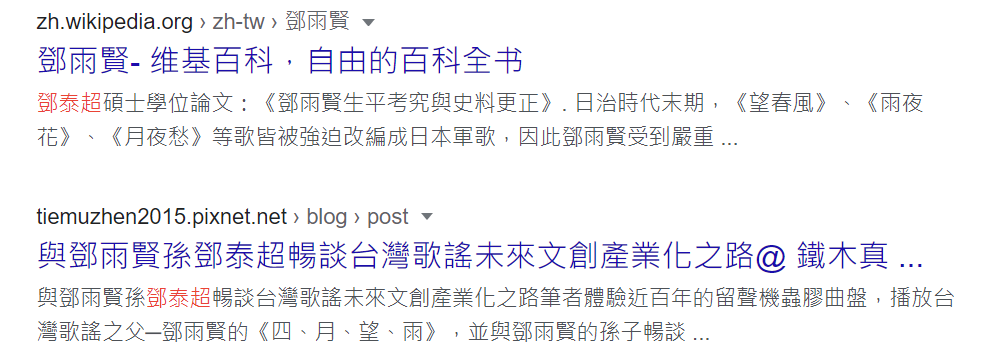 zh.wikipedia.org › zh-tw › 鄧雨賢
鄧雨賢- 维基百科，自由的百科全书
鄧泰超碩士學位論文：《鄧雨賢生平考究與史料更正》. 日治時代末期，《望春風》、《雨夜
花》、《月夜愁》等歌皆被強迫改編成日本軍歌，因此鄧雨賢受到嚴重 ...
tiemuzhen2015.pixnet.net › blog › post
與鄧雨賢孫鄧泰超暢談台灣歌謠未來文創產業化之路@ 鐵木真 ...
與鄧雨賢孫鄧泰超暢談台灣歌謠未來文創產業化之路筆者體驗近百年的留聲機蟲膠曲盤，播放台
灣歌謠之父─鄧雨賢的《四、月、望、雨》，並與鄧雨賢的孫子暢談 ...